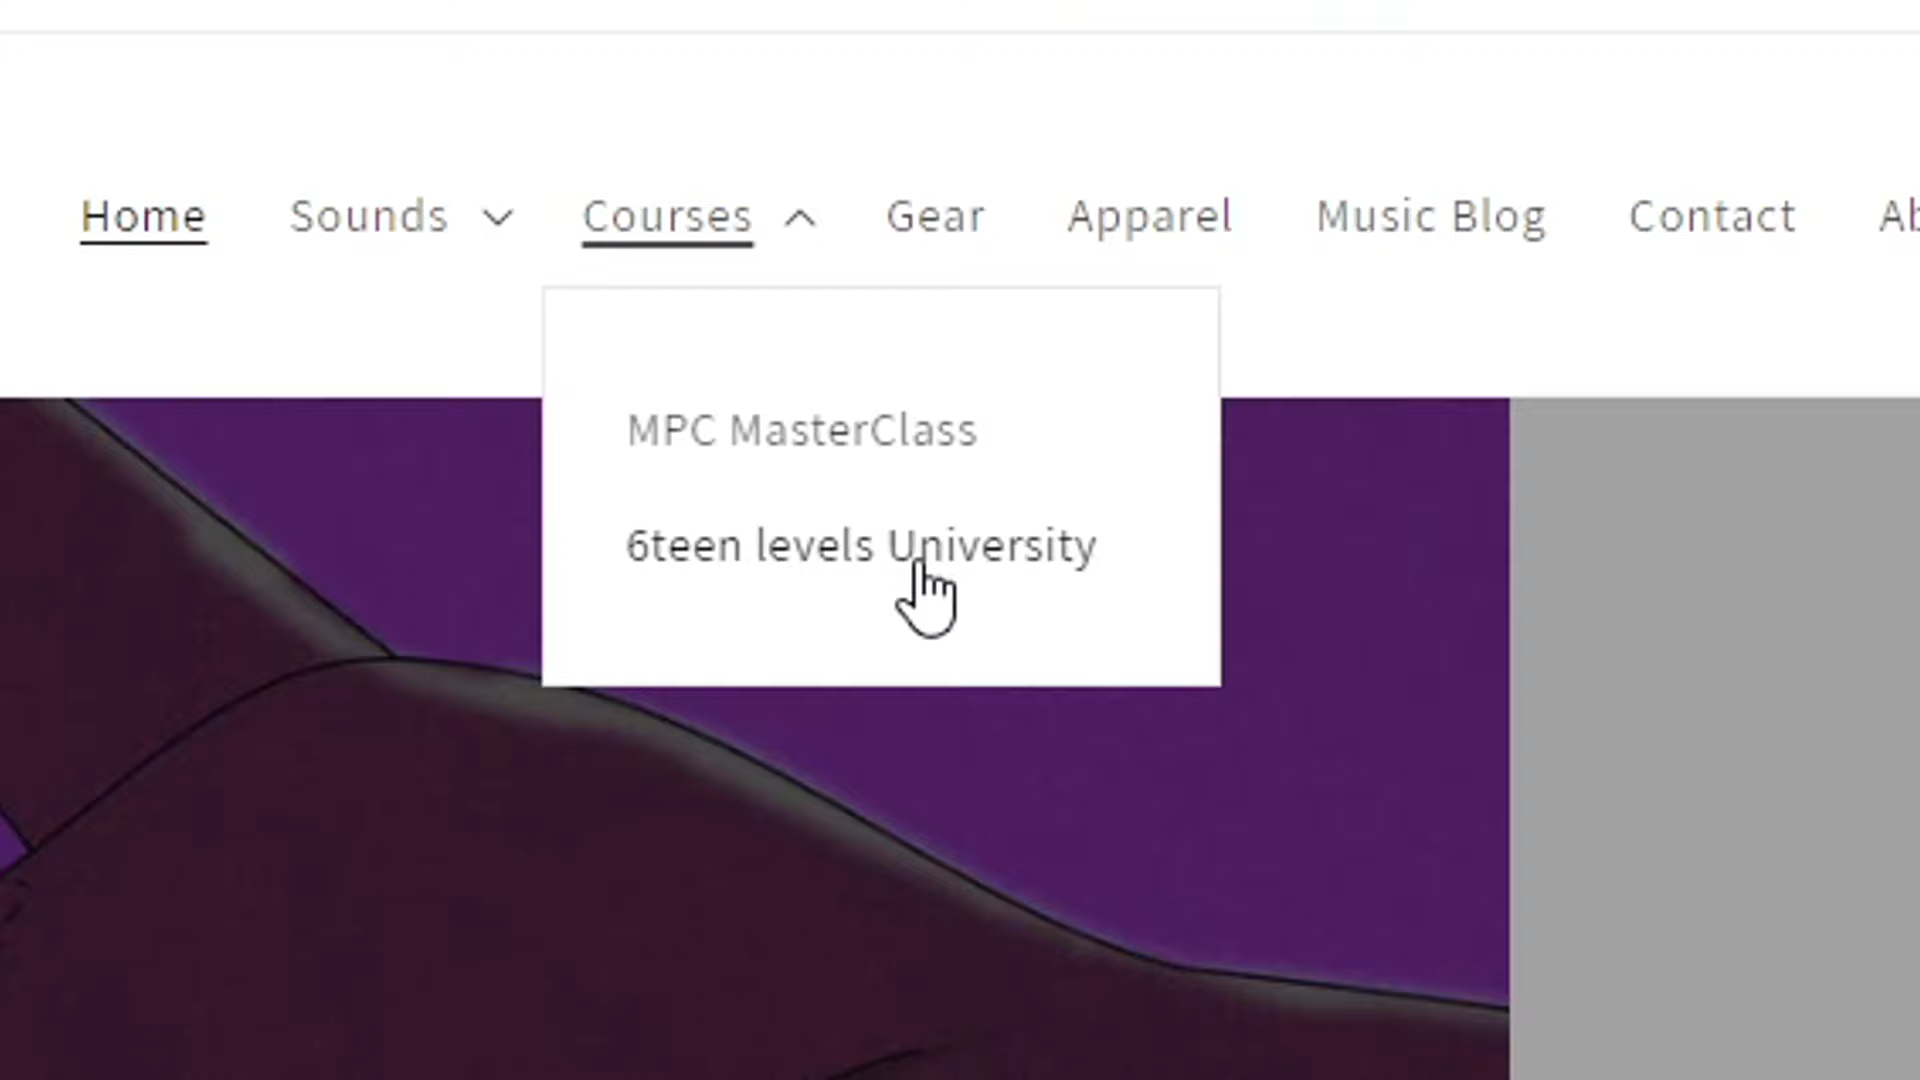 Home Sounds Courses Gear Apparel Music Blog Contact
MPC MasterClass
6teen levels University